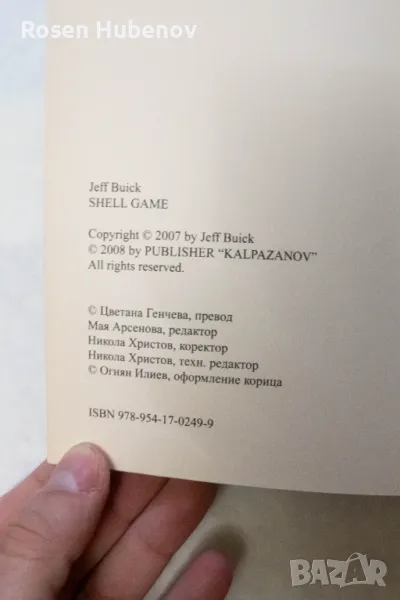 Rosen Hubenov
Jeff Buick
SHELL GAME
Copyright © 2007 by Jeff Buick
© 2008 by PUBLISHER "KALPAZANOV"
All rights reserved.
© Цветана Генчева, превод
Мая Арсенова, редактор
Никола Христов, коректор
Никола Христов, техн. редактор
© Огнян Илиев, оформление корица
ISBN 978-954-17-0249-9
BAZAR